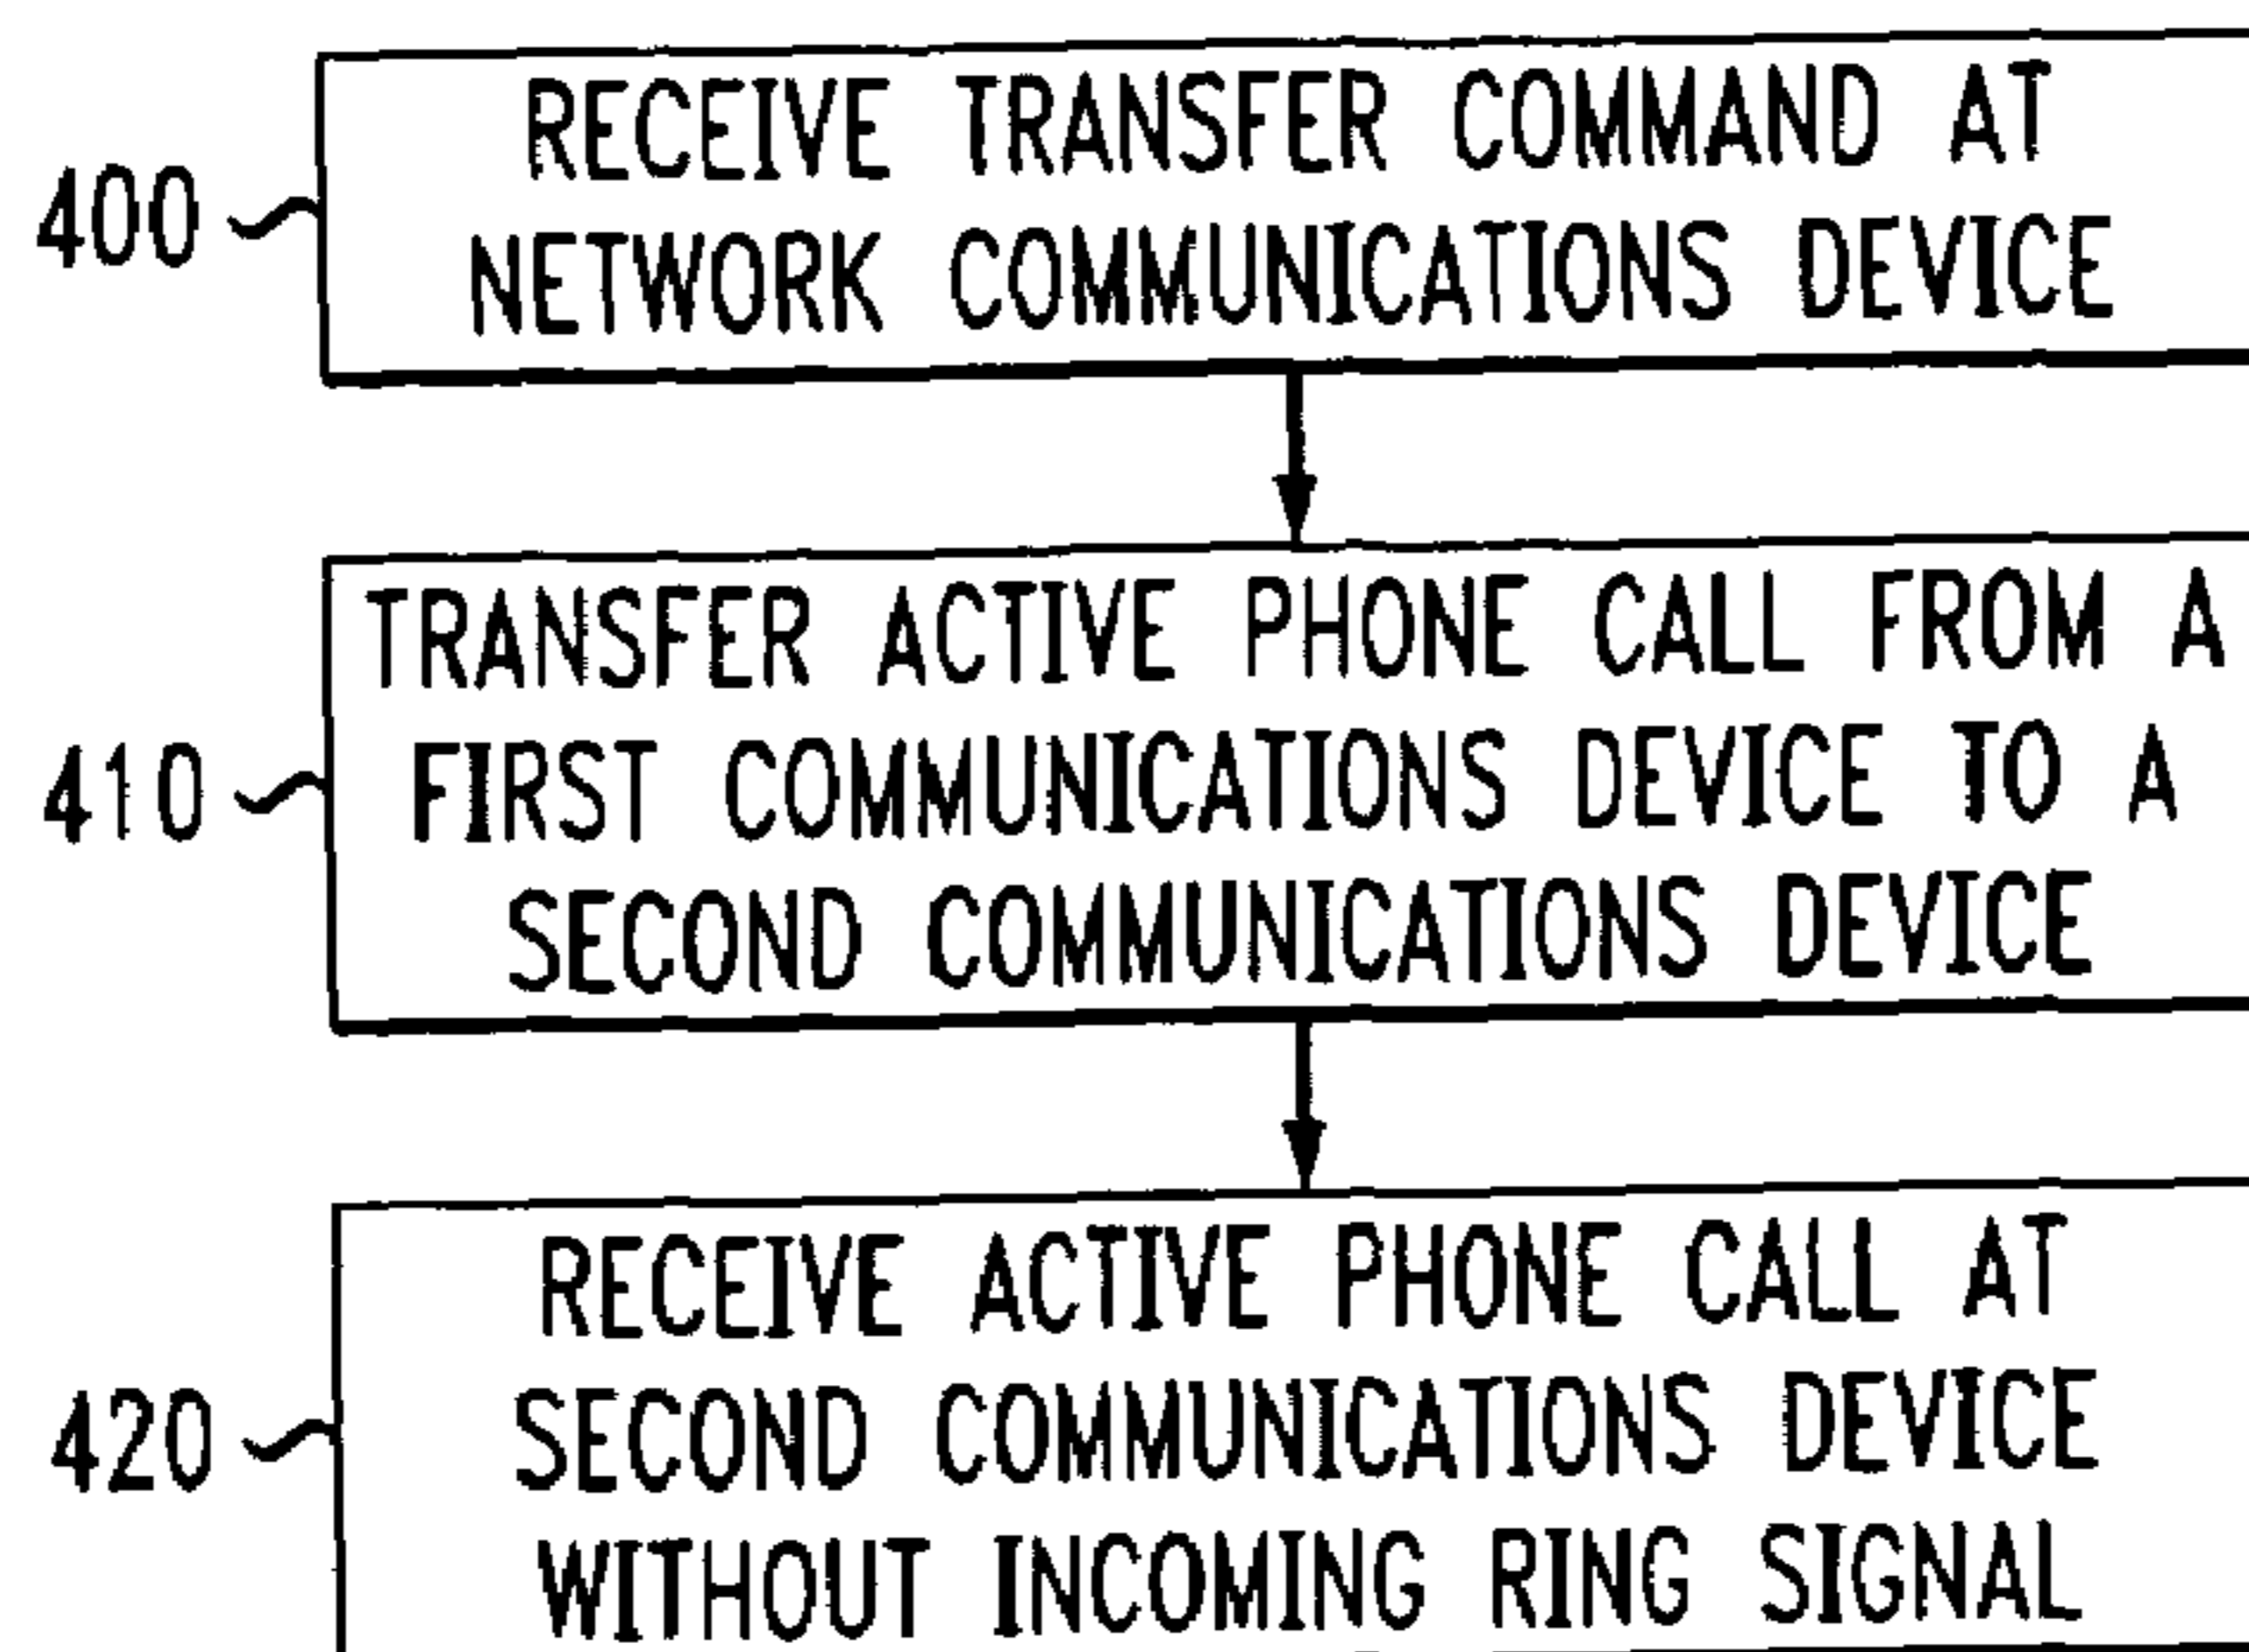 RECEIVE TRANSFER COMMAND AT
NETWORK COMMUNICATIONS DEVICE
400
TRANSFER ACTIVE PHONE CALL FROM A
FIRST COMMUNICATIONS DEVICE TO A
SECOND COMMUNICATIONS DEVICE
410
RECEIVE ACTIVE PHONE CALL AT
SECOND COMMUNICATIONS DEVICE
WITHOUT INCOMING RING SIGNAL
420